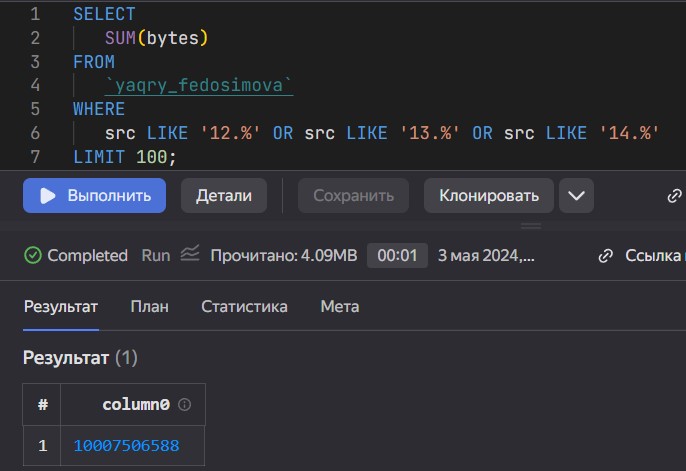 1 SELECT
2 SUM(bytes)
3 FROM
4 `yaqry_fedosimova`
5 WHERE
6 src LIKE '12.%' OR src LIKE '13.%' OR src LIKE '14.%'
7 LIMIT 100;
Выполнить Детали Сохранить Клонировать
Completed Run Прочитано: 4.09MB 00:01 3 мая 2024,... Ссылка
Результат План Статистика Мета
Результат (1)
# column0
1 10007506588